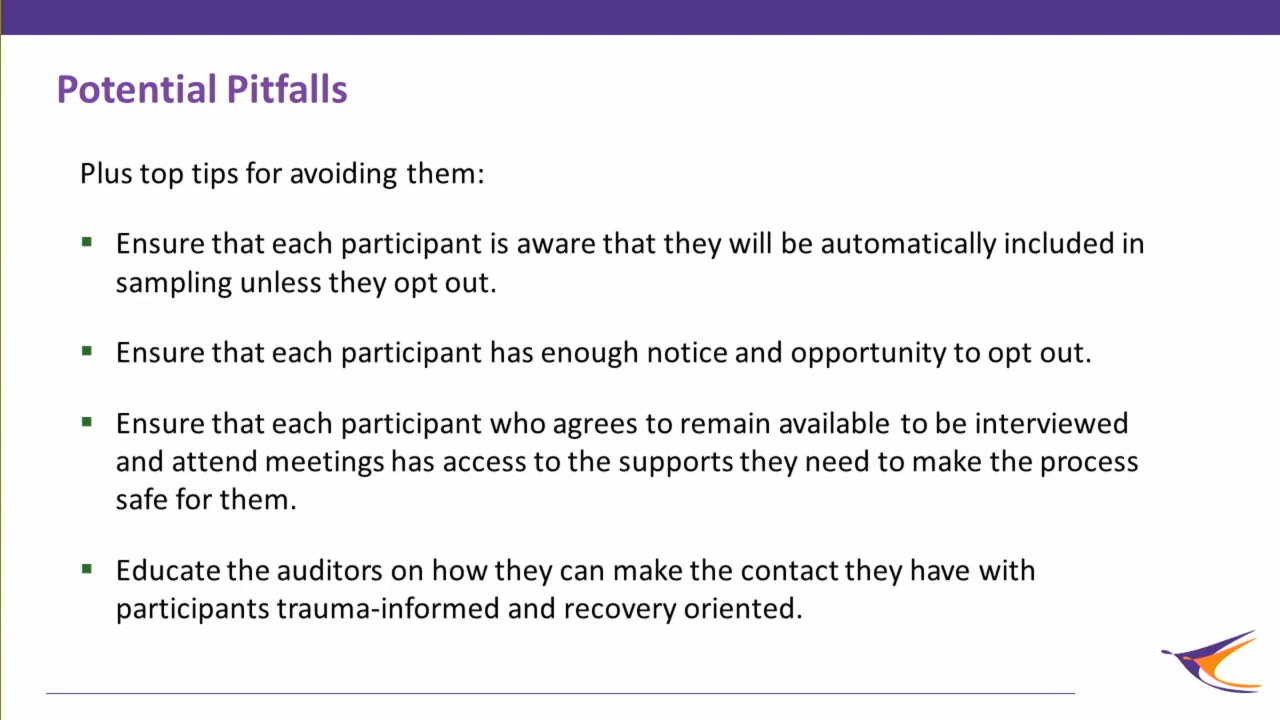 Potential Pitfalls
Plus top tips for avoiding them:
Ensure that each participant is aware that they will be automatically included in
sampling unless they opt out.
Ensure that each participant has enough notice and opportunity to opt out.
Ensure that each participant who agrees to remain available to be interviewed
and attend meetings has access to the supports they need to make the process
safe for them.
Educate the auditors on how they can make the contact they have with
participants trauma-informed and recovery oriented.